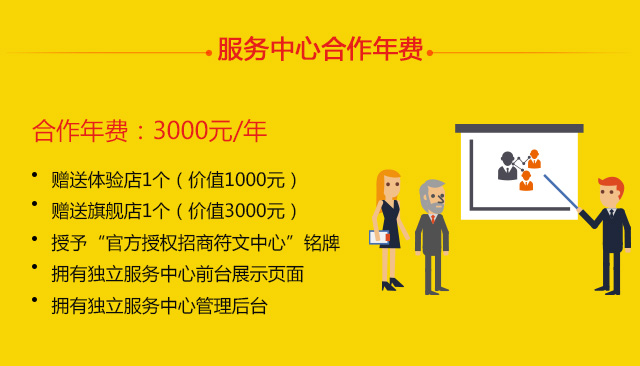 服务中心合作年费
合作年费：3000元/年
• 赠送体验店1个（价值1000元）
• 赠送旗舰店1个（价值3000元）
• 授予“官方授权招商符文中心”铭牌
• 拥有独立服务中心前台展示页面
• 拥有独立服务中心管理后台